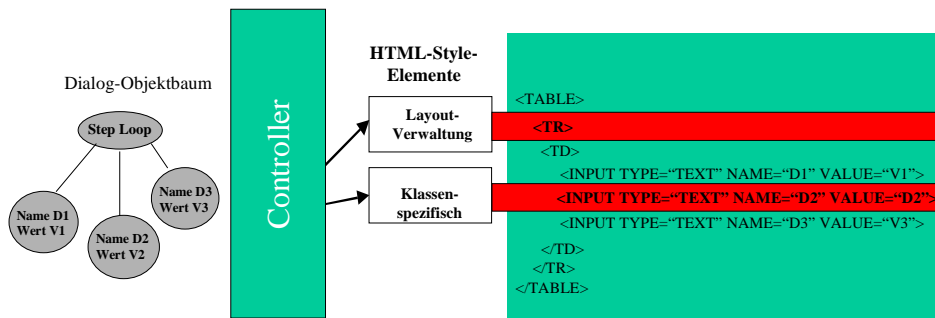 Dialog-Objektbaum
Step Loop
Name D1
Wert V1
Name D2
Wert V2
Name D3
Wert V3
Controller
HTML-Style-
Elemente
Layout-
Verwaltung
Klassen-
spezifisch
<TABLE>
<TR>
<TD>
<INPUT TYPE=“TEXT” NAME=“D1” VALUE=“V1”>
<INPUT TYPE=“TEXT” NAME=“D2” VALUE=“D2”>
<INPUT TYPE=“TEXT” NAME=“D3” VALUE=“V3”>
</TD>
</TR>
</TABLE>